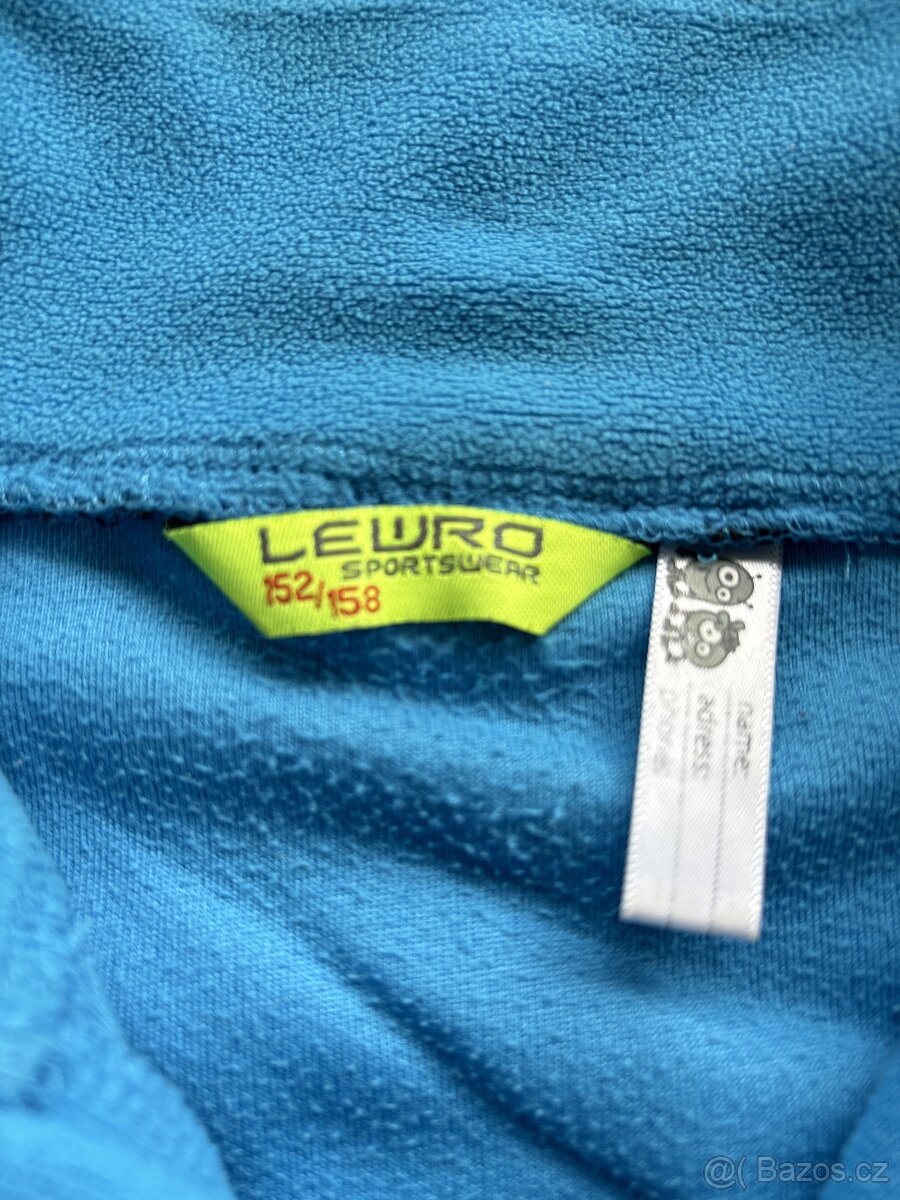 LEWRO
SPORTSWEAR
152/158
name
adress
phone
@( Bazos.cz